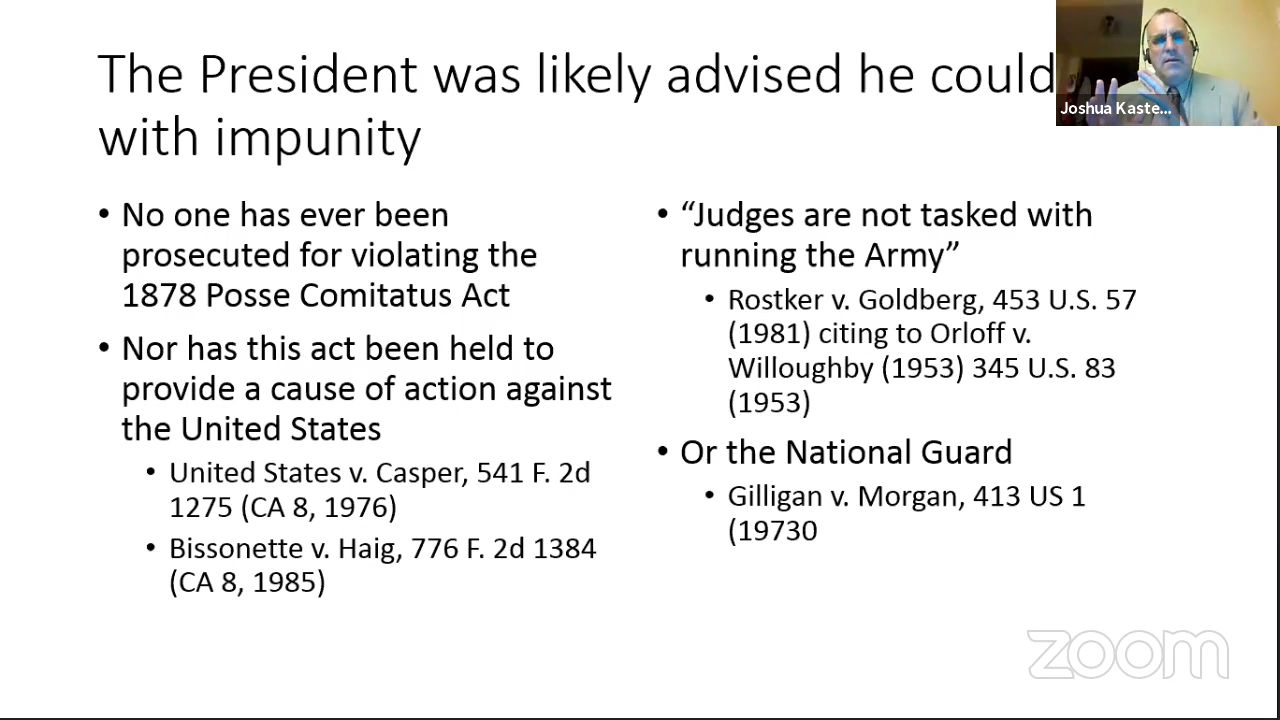 The President was likely advised he could
with impunity
• No one has ever been
prosecuted for violating the
1878 Posse Comitatus Act
• Nor has this act been held to
provide a cause of action against
the United States
• United States v. Casper, 541 F. 2d
1275 (CA 8, 1976)
• Bissonette v. Haig, 776 F. 2d 1384
(CA 8, 1985)
• “Judges are not tasked with
running the Army”
• Rostker v. Goldberg, 453 U.S. 57
(1981) citing to Orloff v.
Willoughby (1953) 345 U.S. 83
(1953)
• Or the National Guard
• Gilligan v. Morgan, 413 US 1
(19730
Joshua Kaste...
zoom